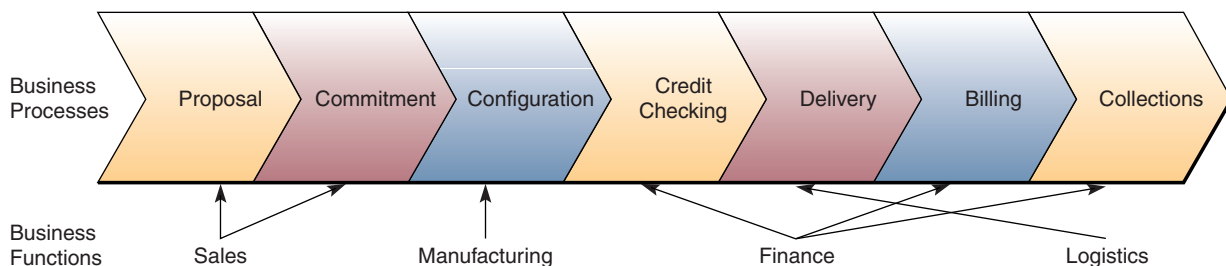 Business
Processes
Proposal
Commitment
Configuration
Credit
Checking
Delivery
Billing
Collections
Business
Functions
Sales
Manufacturing
Finance
Logistics